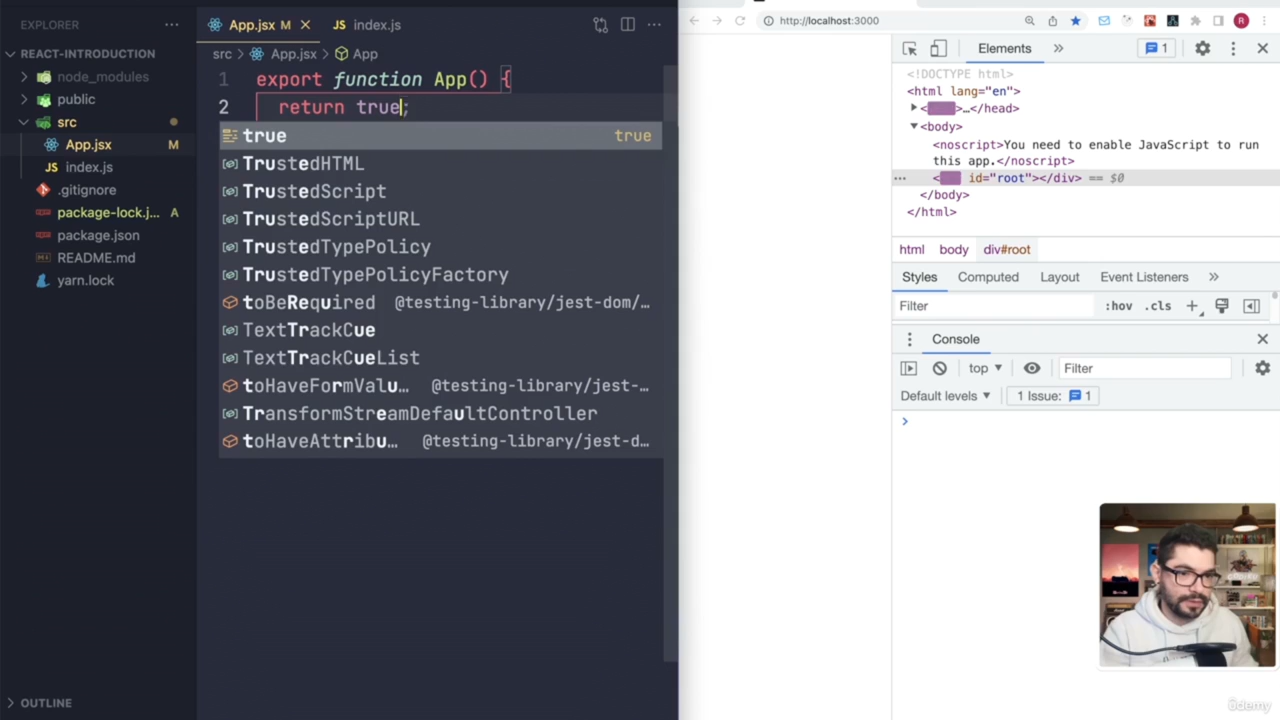 EXPLORER
REACT-INTRODUCTION
node_modules
public
src
App.jsx M
JS index.js
.gitignore
package-lock.j... A
package.json
README.md
yarn.lock
OUTLINE
App.jsx M
JS index.js
src > App.jsx > App
1 export function App() {
2 return true;
true true
TrustedHTML
TrustedScript
TrustedScriptURL
TrustedTypePolicy
TrustedTypePolicyFactory
toBeRequired @testing-library/jest-dom/...
TextTrackCue
TextTrackCueList
toHaveFormValu... @testing-library/jest-...
TransformStreamDefaultController
toHaveAttribu... @testing-library/jest-d...
http://localhost:3000
R
Elements
1
<!DOCTYPE html>
<html lang="en">
…</head>
<body>
<noscript>You need to enable JavaScript to run
this app.</noscript>
id="root"></div> == $0
</body>
</html>
html body div#root
Styles Computed Layout Event Listeners
Filter :hov .cls
Console
top Filter
Default levels 1 Issue: 1
ûdemy